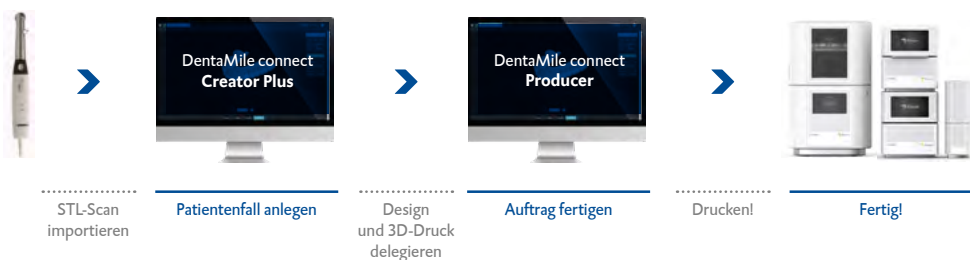 DentaMile connect
Creator Plus
DentaMile connect
Producer
STL-Scan
importieren
Patientenfall anlegen
Design
und 3D-Druck
delegieren
Auftrag fertigen
Drucken!
Fertig!